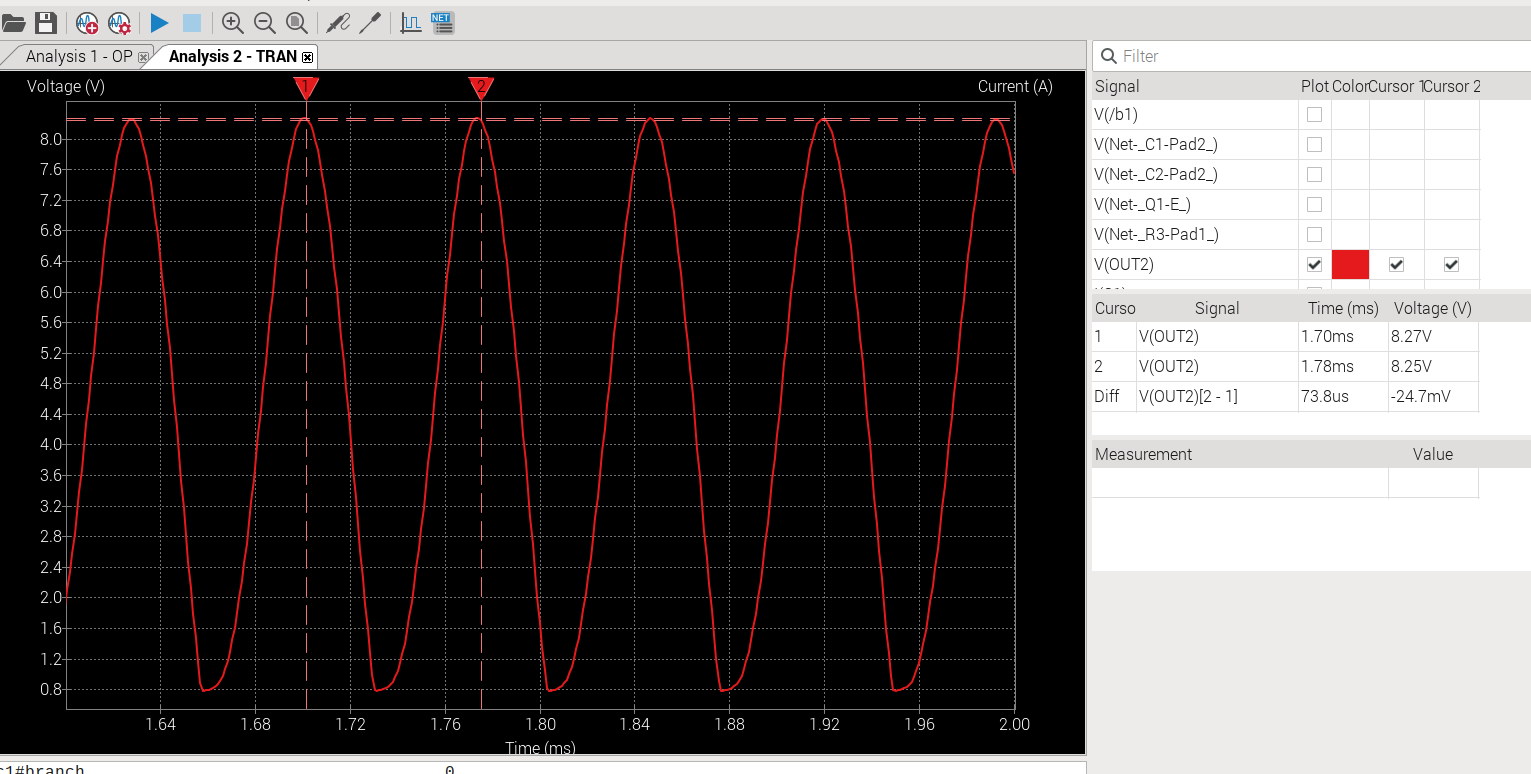 NET
Analysis 1 - OP
Analysis 2 - TRAN
Voltage (V)
1
2
Current (A)
8.0
7.6
7.2
6.8
6.4
6.0
5.6
5.2
4.8
4.4
4.0
3.6
3.2
2.8
2.4
2.0
1.6
1.2
0.8
1.64 1.68 1.72 1.76 1.80 1.84 1.88 1.92 1.96 2.00
Time (ms)
Filter
Signal Plot Color Cursor 1 Cursor 2
V(/b1)
V(Net-_C1-Pad2_)
V(Net-_C2-Pad2_)
V(Net-_Q1-E_)
V(Net-_R3-Pad1_)
V(OUT2)
Curso Signal Time (ms) Voltage (V)
1 V(OUT2) 1.70ms 8.27V
2 V(OUT2) 1.78ms 8.25V
Diff V(OUT2)[2 - 1] 73.8us -24.7mV
Measurement Value
c1#branch 0